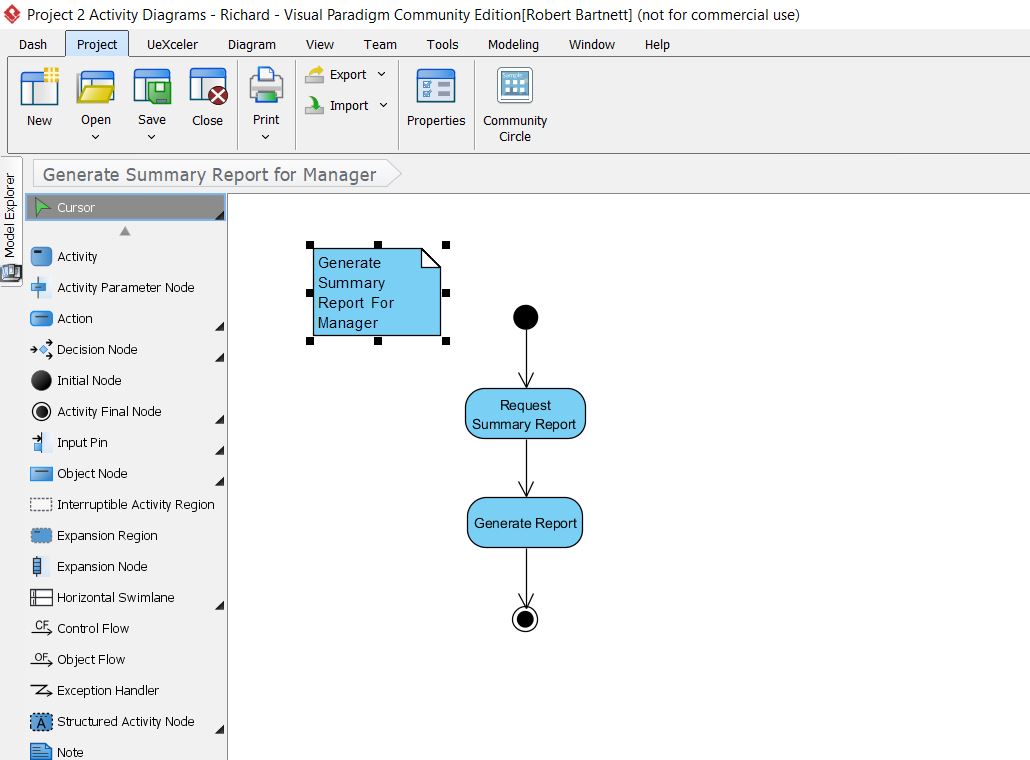 Project 2 Activity Diagrams - Richard - Visual Paradigm Community Edition[Robert Bartnett] (not for commercial use)
Dash Project UeXceler Diagram View Team Tools Modeling Window Help
New Open Save Close Print Export Import Properties Community Circle
Sample
Model Explorer
Generate Summary Report for Manager
Cursor
Activity
Activity Parameter Node
Action
Decision Node
Initial Node
Activity Final Node
Input Pin
Object Node
Interruptible Activity Region
Expansion Region
Expansion Node
Horizontal Swimlane
CF Control Flow
OF Object Flow
Exception Handler
A Structured Activity Node
Note
Generate
Summary
Report For
Manager
Request
Summary Report
Generate Report